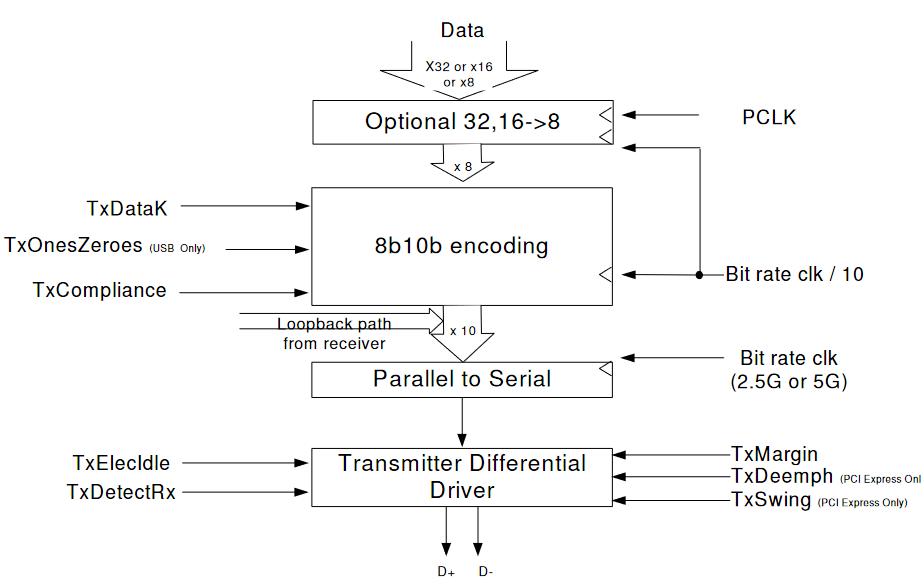 Data
X32 or x16
or x8
Optional 32,16->8
PCLK
x 8
TxDataK
TxOnesZeroes (USB Only)
8b10b encoding
Bit rate clk / 10
TxCompliance
Loopback path
from receiver
x 10
Bit rate clk
(2.5G or 5G)
Parallel to Serial
TxElecIdle
TxDetectRx
Transmitter Differential
Driver
TxMargin
TxDeemph (PCI Express Onl
TxSwing (PCI Express Only)
D+ D-